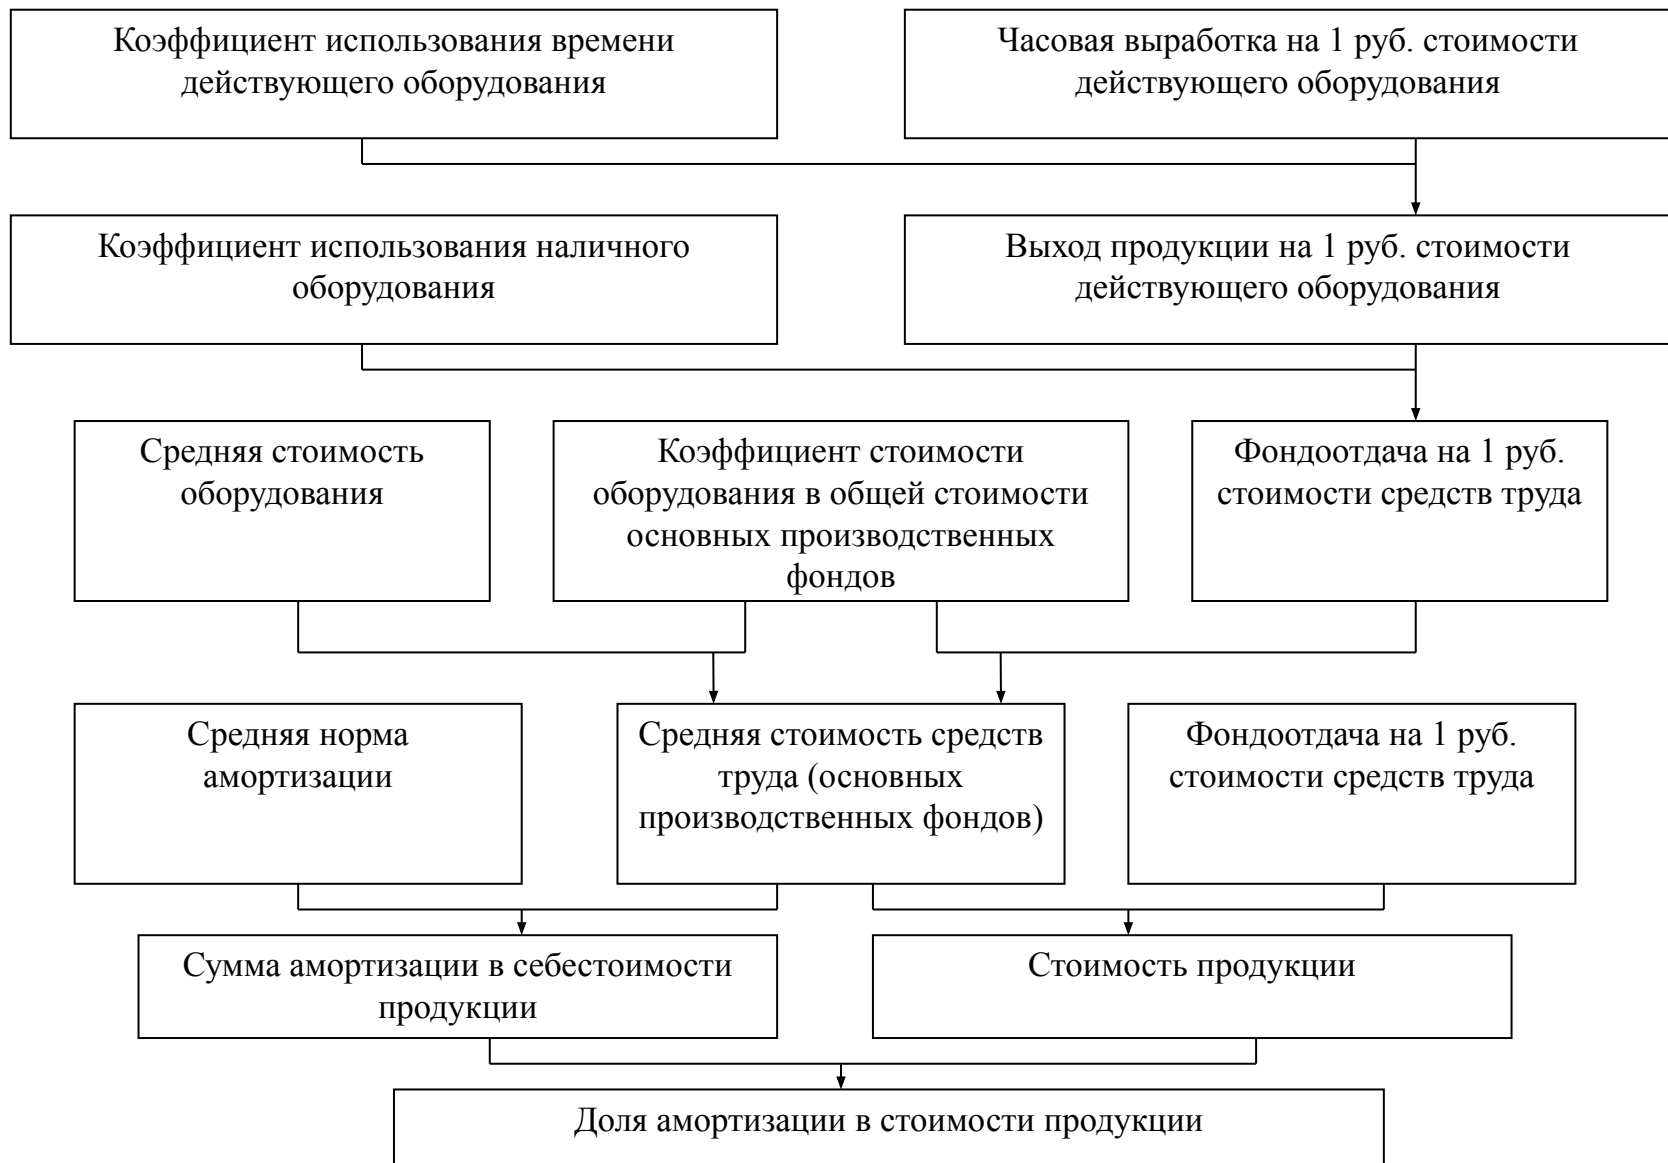 Коэффициент использования времени
действующего оборудования
Часовая выработка на 1 руб. стоимости
действующего оборудования
Коэффициент использования наличного
оборудования
Выход продукции на 1 руб. стоимости
действующего оборудования
Средняя стоимость
оборудования
Коэффициент стоимости
оборудования в общей стоимости
основных производственных
фондов
Фондоотдача на 1 руб.
стоимости средств труда
Средняя норма
амортизации
Средняя стоимость средств
труда (основных
производственных фондов)
Фондоотдача на 1 руб.
стоимости средств труда
Сумма амортизации в себестоимости
продукции
Стоимость продукции
Доля амортизации в стоимости продукции